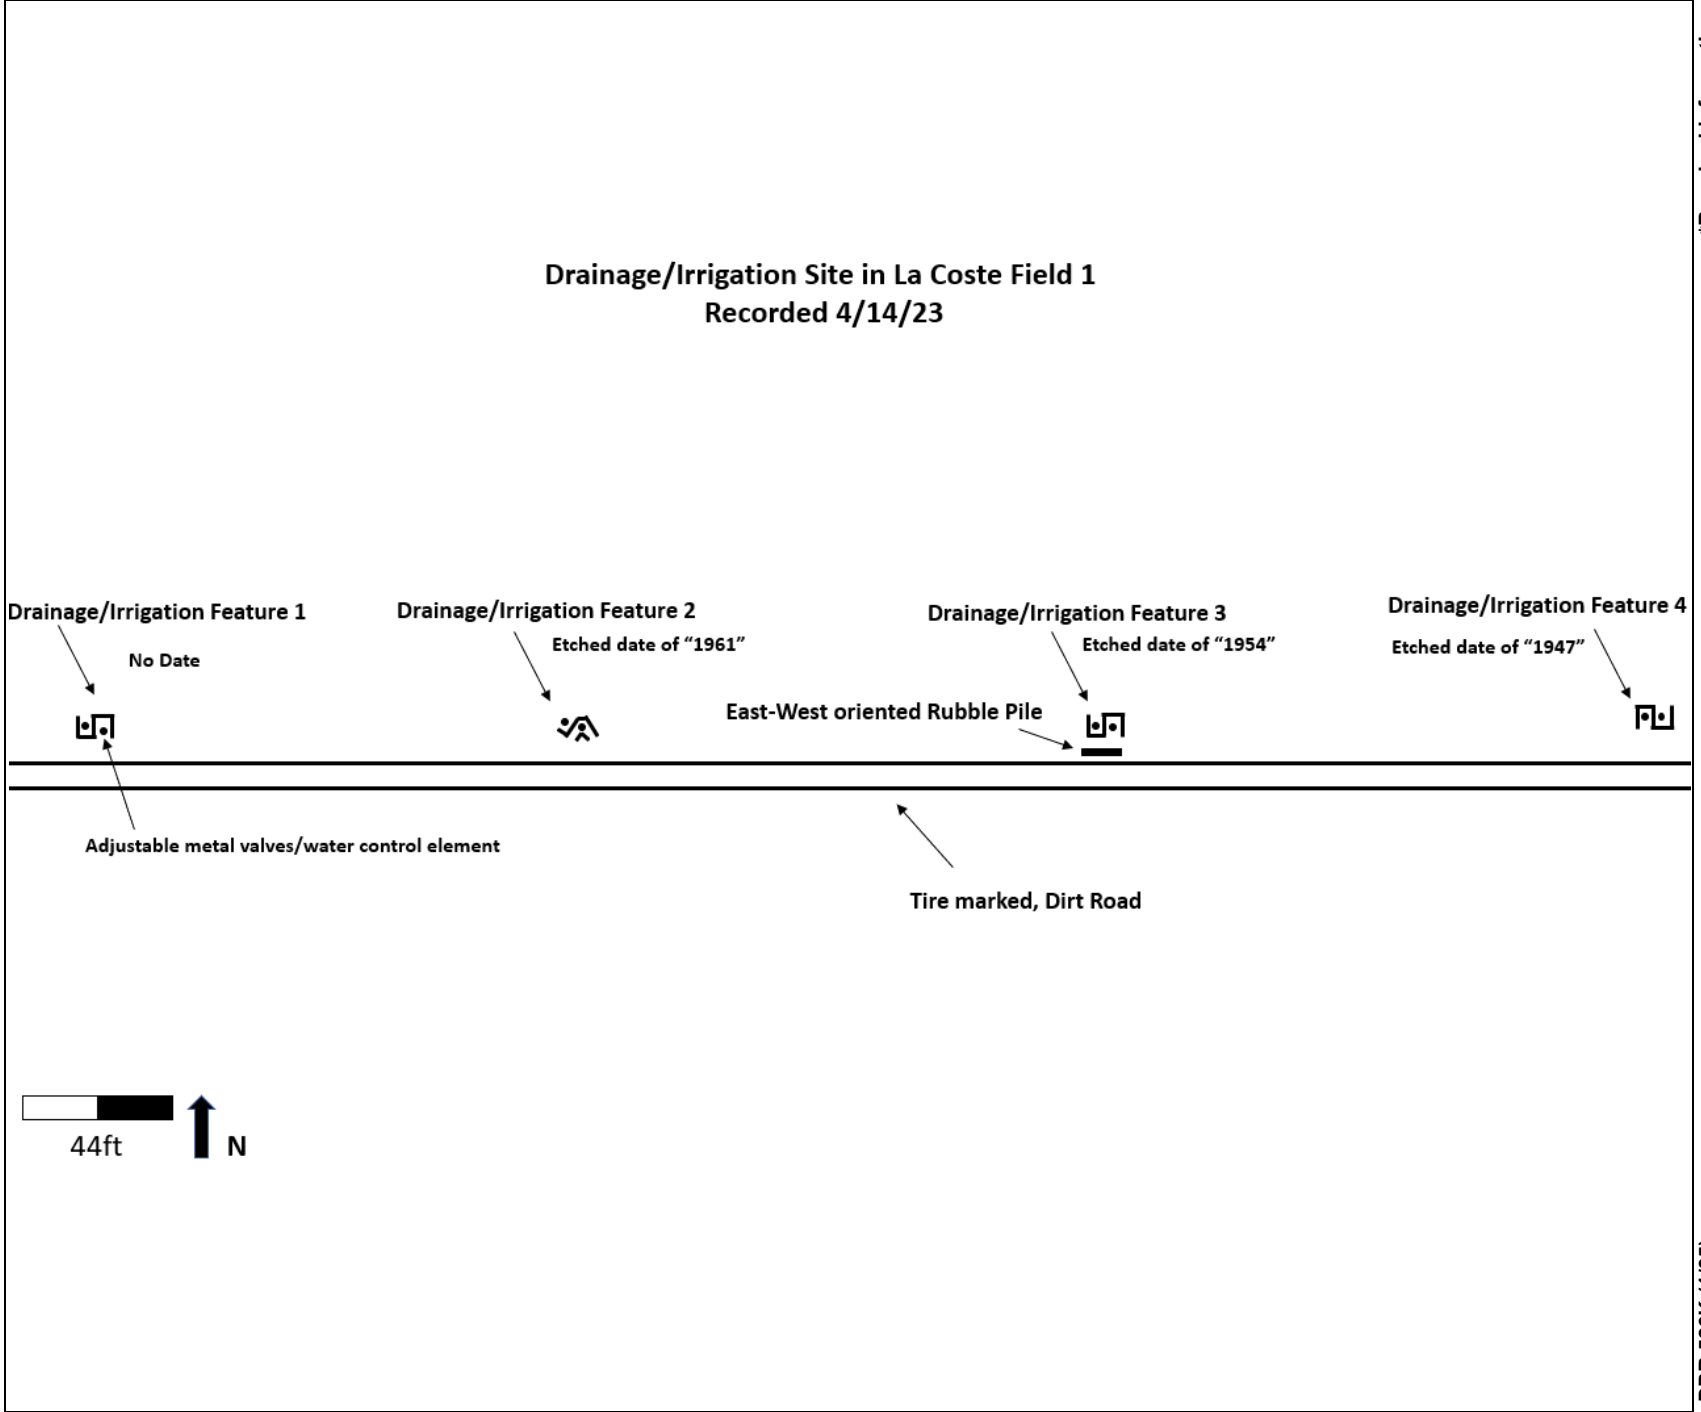 Drainage/Irrigation Site in La Coste Field 1
Recorded 4/14/23
Drainage/Irrigation Feature 1
No Date
Drainage/Irrigation Feature 2
Etched date of “1961”
Drainage/Irrigation Feature 3
Etched date of “1954”
Drainage/Irrigation Feature 4
Etched date of “1947”
East-West oriented Rubble Pile
Adjustable metal valves/water control element
Tire marked, Dirt Road
44ft
N